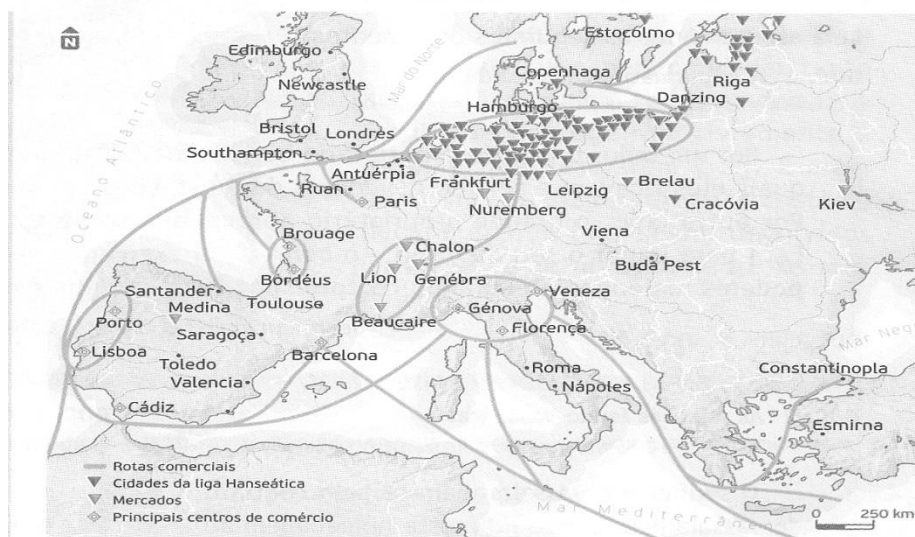 N
Estocolmo
Edimburgo
Mar do Norte
Newcastle
Copenhaga
Riga
Hamburgo
Danzing
Oceano Atlântico
Bristol
Londres
Southampton
Antuérpia
Ruan
Frankfurt
Leipzig
Brelau
Paris
Nuremberg
Cracóvia
Kiev
Brouage
Chalon
Viena
Bordéus
Lion
Genébra
Buda Pest
Santander
Toulouse
Génova
Veneza
Medina
Beaucaire
Porto
Saragoça
Florença
Mar Neg
Lisboa
Barcelona
Toledo
Roma
Constantinopla
Valencia
Nápoles
Cádiz
Esmirna
Rotas comerciais
Cidades da liga Hanseática
Mercados
Principais centros de comércio
Mar Mediterrâneo
0 250 km